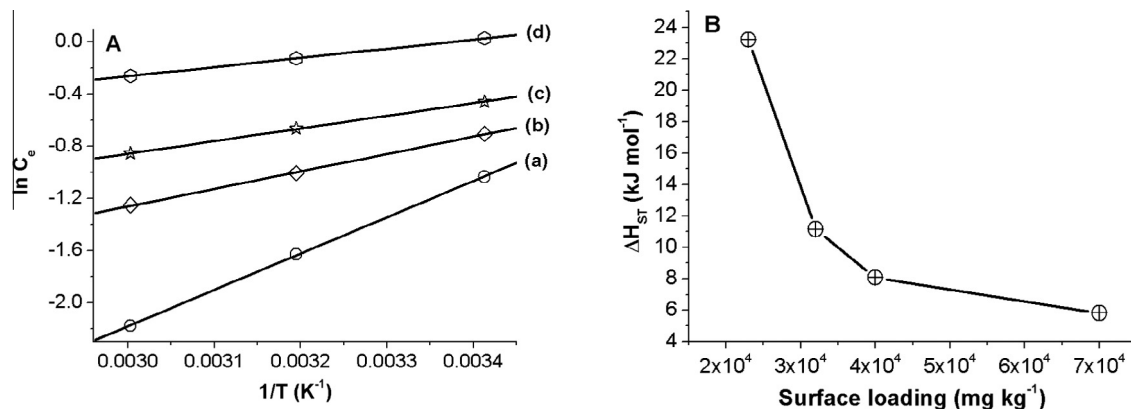 A
0.0
-0.4
-0.8
-1.2
-1.6
-2.0
ln Cₑ
(d)
(c)
(b)
(a)
0.0030 0.0031 0.0032 0.0033 0.0034
1/T (K⁻¹)
B
24
22
20
18
16
14
12
10
8
6
4
ΔH_ST (kJ mol⁻¹)
2x10⁴ 3x10⁴ 4x10⁴ 5x10⁴ 6x10⁴ 7x10⁴
Surface loading (mg kg⁻¹)